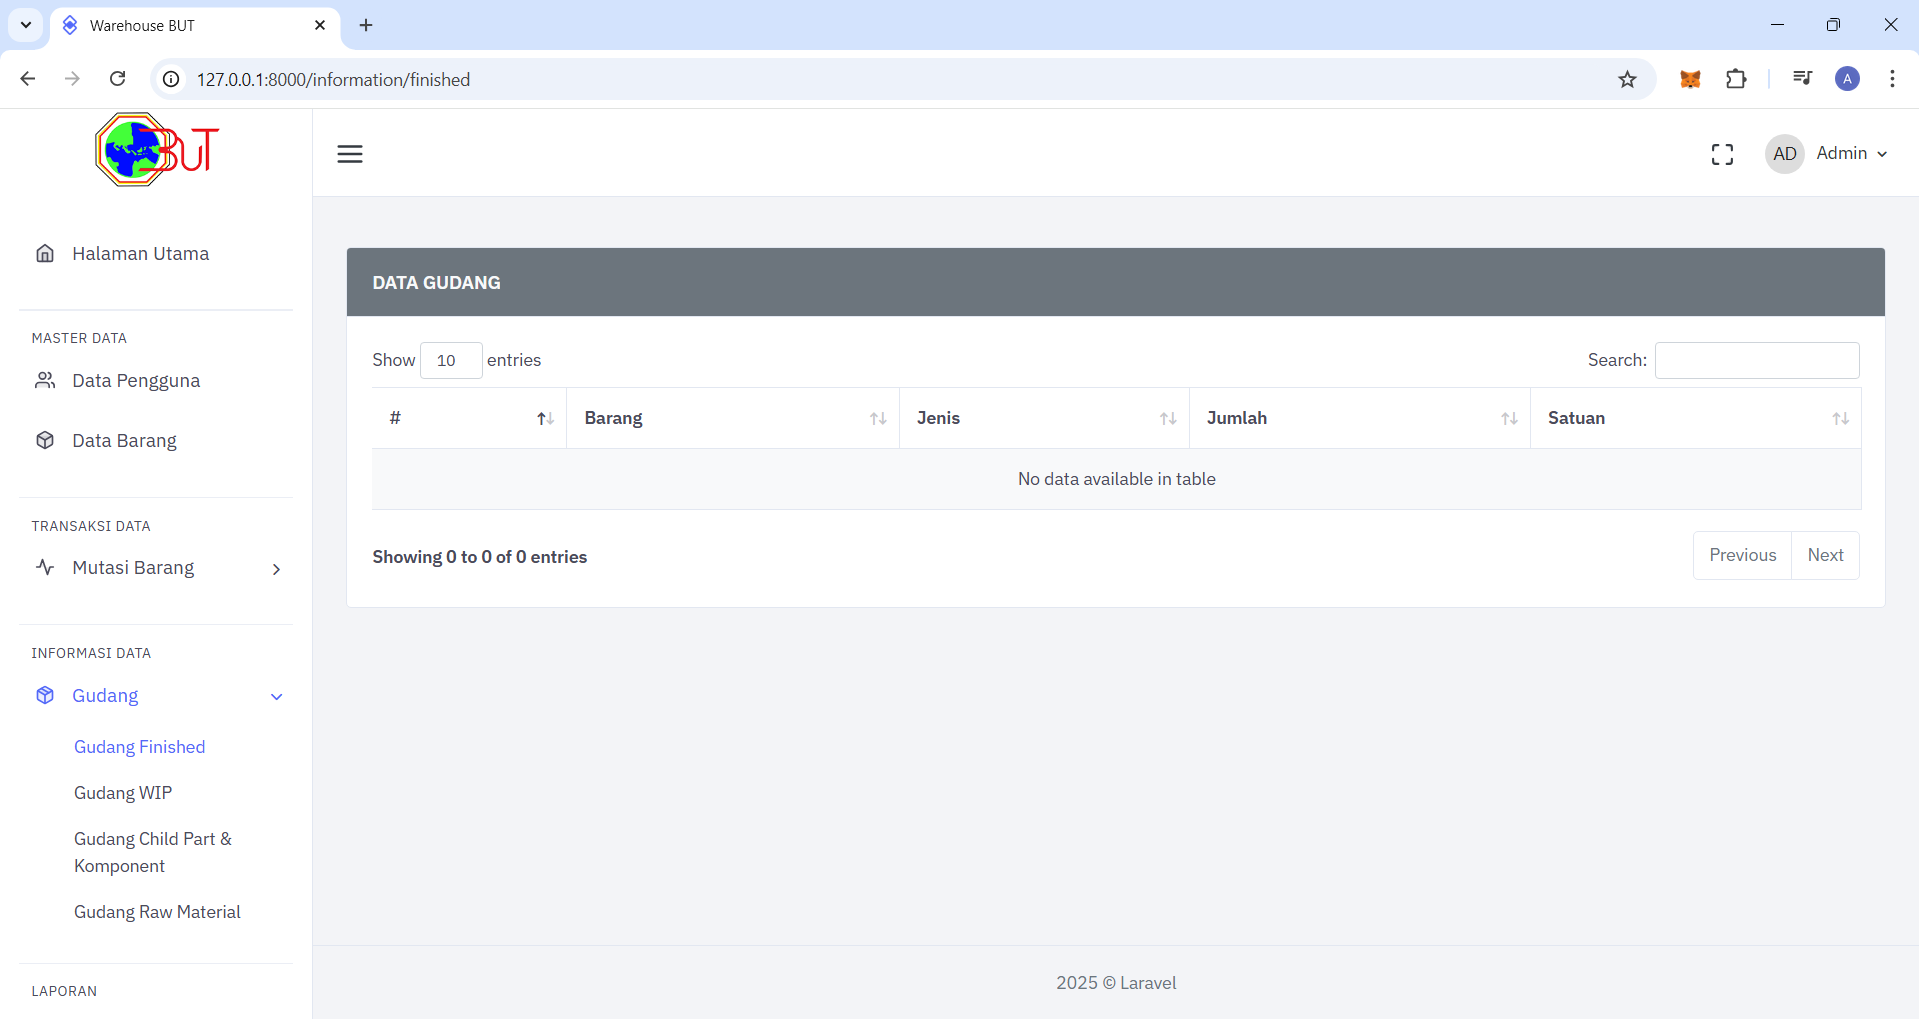 Warehouse BUT
127.0.0.1:8000/information/finished
A
BUT
AD Admin
Halaman Utama
MASTER DATA
Data Pengguna
Data Barang
TRANSAKSI DATA
Mutasi Barang
INFORMASI DATA
Gudang
Gudang Finished
Gudang WIP
Gudang Child Part &
Komponent
Gudang Raw Material
LAPORAN
DATA GUDANG
Show 10 entries
Search:
# Barang Jenis Jumlah Satuan
No data available in table
Showing 0 to 0 of 0 entries
Previous Next
2025 © Laravel